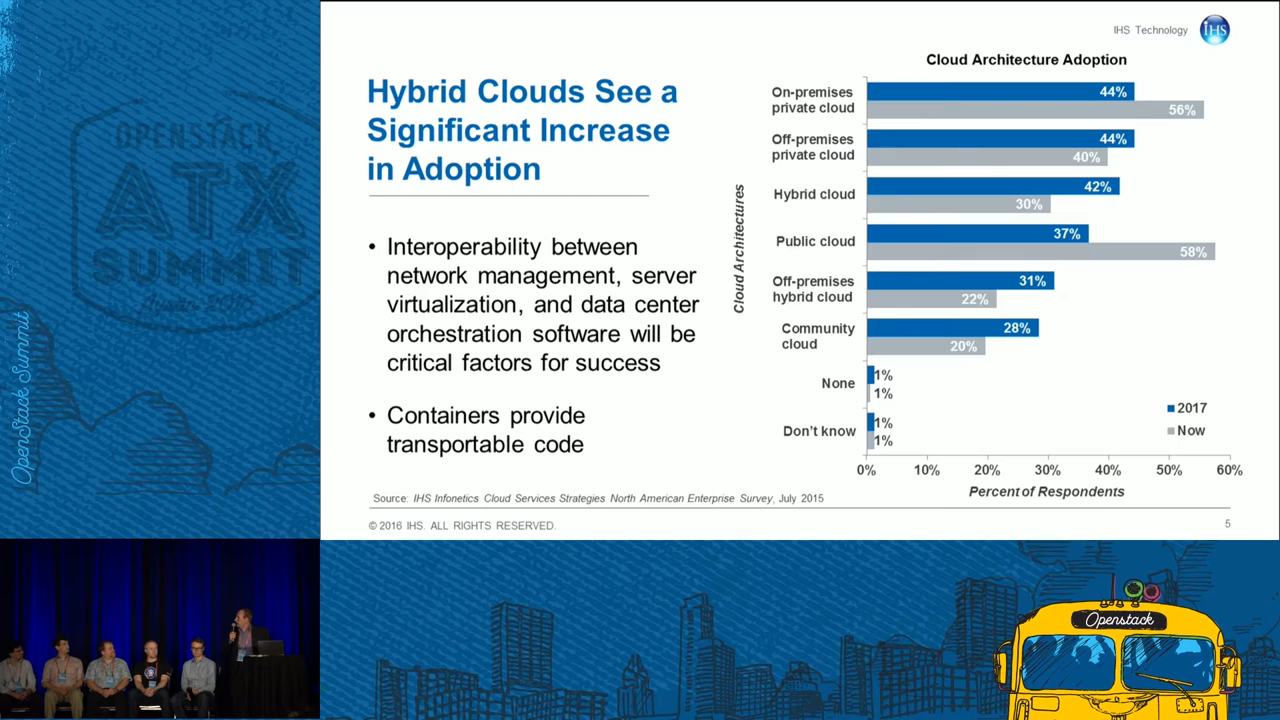 IHS Technology
IHS
Hybrid Clouds See a
Significant Increase
in Adoption
• Interoperability between
network management, server
virtualization, and data center
orchestration software will be
critical factors for success
• Containers provide
transportable code
Cloud Architecture Adoption
Cloud Architectures
On-premises
private cloud
44%
56%
Off-premises
private cloud
44%
40%
Hybrid cloud
42%
30%
Public cloud
37%
58%
Off-premises
hybrid cloud
31%
22%
Community
cloud
28%
20%
None
1%
1%
Don't know
1%
1%
2017
Now
0% 10% 20% 30% 40% 50% 60%
Percent of Respondents
Source: IHS Infonetics Cloud Services Strategies North American Enterprise Survey, July 2015
© 2016 IHS. ALL RIGHTS RESERVED.
5
OPENSTACK
ATX
SUMMIT
OpenStack Summit
Openstack